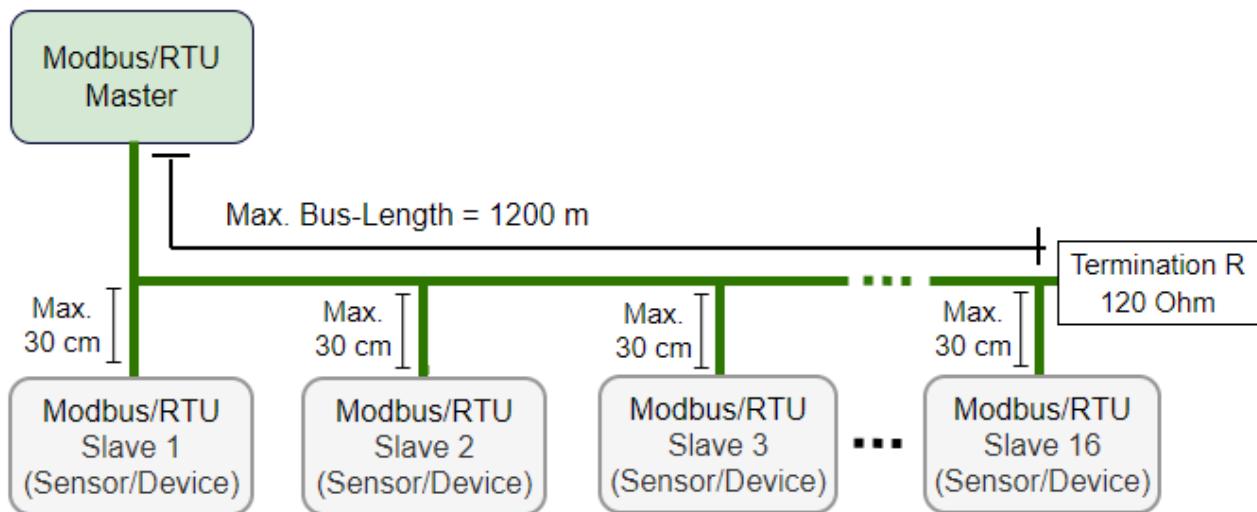 Modbus/RTU
Master
Max. Bus-Length = 1200 m
Termination R
120 Ohm
Max.
30 cm
Max.
30 cm
Max.
30 cm
Max.
30 cm
Modbus/RTU
Slave 1
(Sensor/Device)
Modbus/RTU
Slave 2
(Sensor/Device)
Modbus/RTU
Slave 3
(Sensor/Device)
Modbus/RTU
Slave 16
(Sensor/Device)